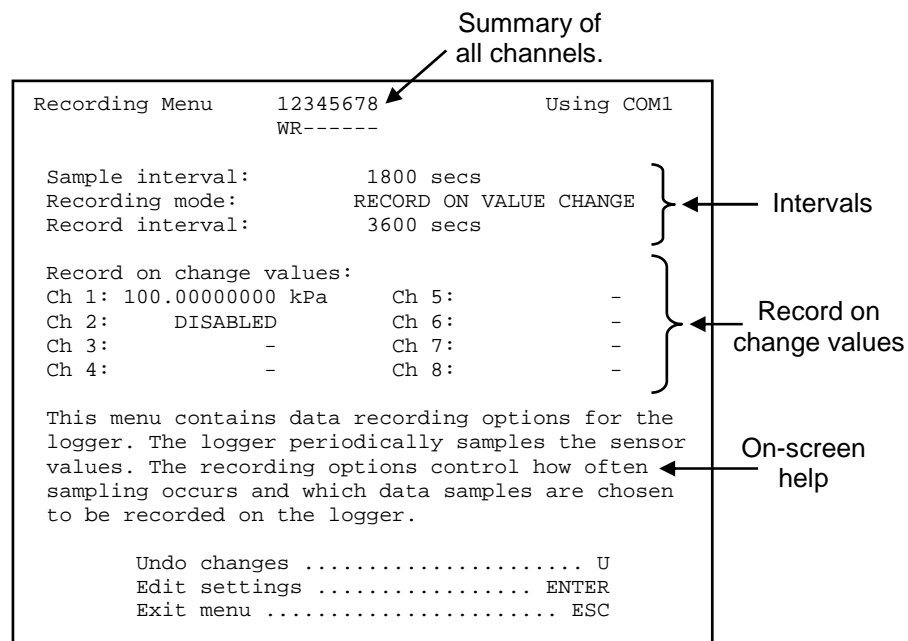 Summary of
all channels.
Recording Menu 12345678 Using COM1
WR------
Sample interval: 1800 secs
Recording mode: RECORD ON VALUE CHANGE
Record interval: 3600 secs
Intervals
Record on change values:
Ch 1: 100.00000000 kPa Ch 5: -
Ch 2: DISABLED Ch 6: -
Ch 3: - Ch 7: -
Ch 4: - Ch 8: -
Record on
change values
This menu contains data recording options for the
logger. The logger periodically samples the sensor
values. The recording options control how often
sampling occurs and which data samples are chosen
to be recorded on the logger.
On-screen
help
Undo changes ...................... U
Edit settings ................. ENTER
Exit menu ....................... ESC